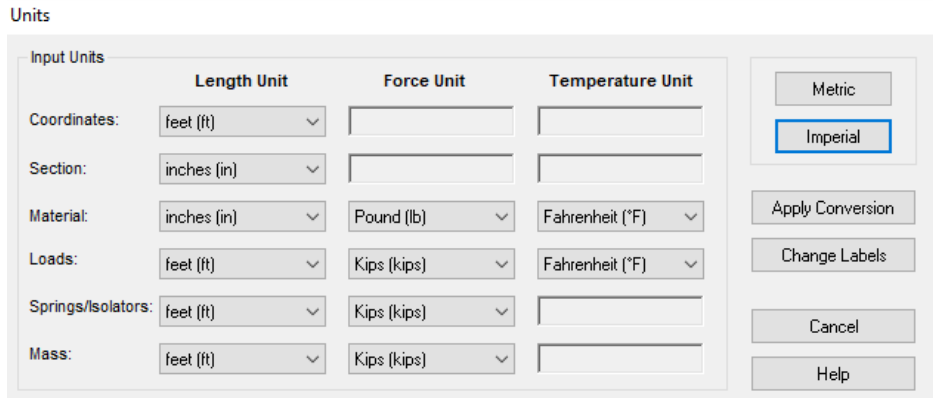 Units
Input Units
Length Unit Force Unit Temperature Unit
Coordinates: feet (ft)
Section: inches (in)
Material: inches (in) Pound (lb) Fahrenheit (°F)
Loads: feet (ft) Kips (kips) Fahrenheit (°F)
Springs/Isolators: feet (ft) Kips (kips)
Mass: feet (ft) Kips (kips)
Metric
Imperial
Apply Conversion
Change Labels
Cancel
Help